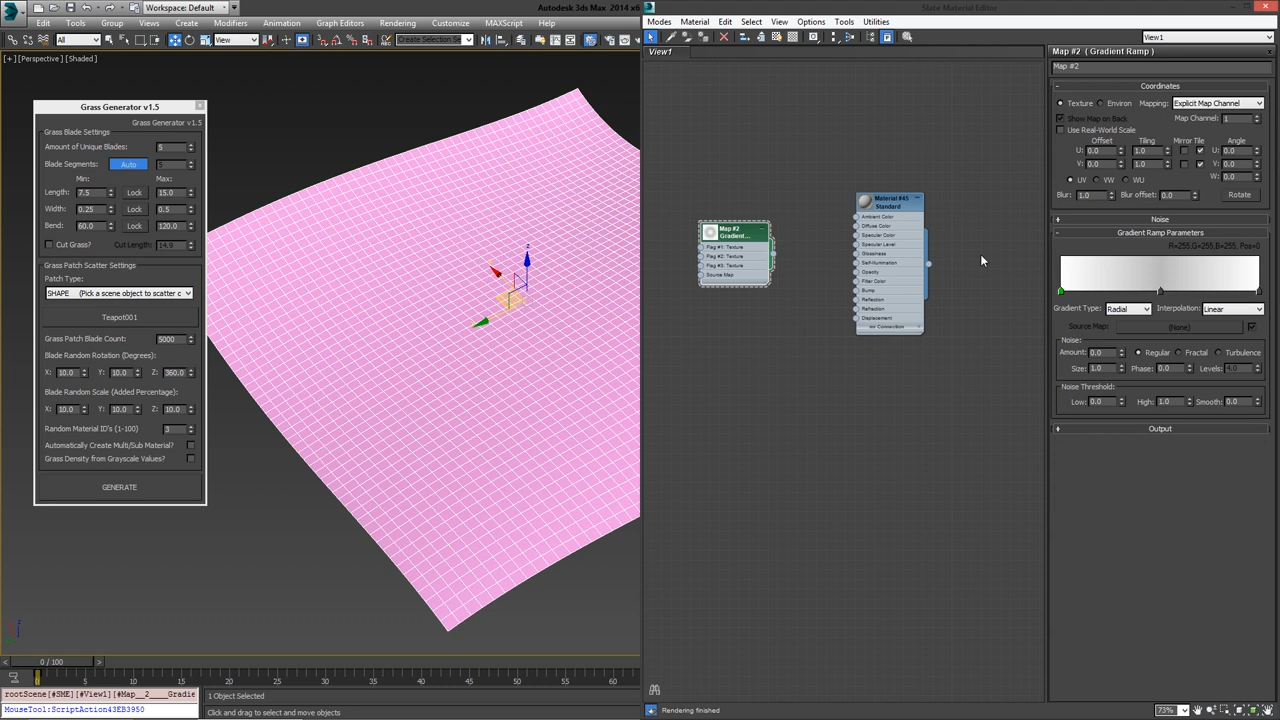 Workspace: Default
Autodesk 3ds Max 2014 x6
Edit Tools Group Views Create Modifiers Animation Graph Editors Rendering Customize MAXScript
All View Create Selection Se
[+] [Perspective] [Shaded]
Grass Generator v1.5
Grass Generator v1.5
Grass Blade Settings
Amount of Unique Blades: 5
Blade Segments: Auto 5
Min: Max:
Length: 7.5 Lock 15.0
Width: 0.25 Lock 0.5
Bend: 60.0 Lock 120.0
Cut Grass? Cut Length: 14.5
Grass Patch Scatter Settings
Patch Type:
SHAPE (Pick a scene object to scatter c
Teapot001
Grass Patch Blade Count: 5000
Blade Random Rotation (Degrees):
X: 10.0 Y: 10.0 Z: 360.0
Blade Random Scale (Added Percentage):
X: 10.0 Y: 10.0 Z: 10.0
Random Material ID's (1-100) 3
Automatically Create Multi/Sub Material?
Grass Density from Grayscale Values?
GENERATE
z
z
0 / 100
0 5 10 15 20 25 30 35 40 45 50 55 60
rootScene[#SME][#View1][#Map__2____Gradie
MouseTool:ScriptAction43EB3950
1 Object Selected
Click and drag to select and move objects
Slate Material Editor
Modes Material Edit Select View Options Tools Utilities
View1
View1
Map #2
Gradient...
Flag #1: Texture
Flag #2: Texture
Flag #3: Texture
Source Map
Material #45
Standard
Ambient Color
Diffuse Color
Specular Color
Specular Level
Glossiness
Self-Illumination
Opacity
Filter Color
Bump
Reflection
Refraction
Displacement
mr Connection
Map #2 ( Gradient Ramp )
Map #2
Coordinates
Texture Environ Mapping: Explicit Map Channel
Show Map on Back Map Channel: 1
Use Real-World Scale
Offset Tiling Mirror Tile Angle
U: 0.0 1.0 U: 0.0
V: 0.0 1.0 V: 0.0
UV VW WU W: 0.0
Blur: 1.0 Blur offset: 0.0 Rotate
Noise
Gradient Ramp Parameters
R=255,G=255,B=255, Pos=0
Gradient Type: Radial Interpolation: Linear
Source Map: (None)
Noise:
Amount: 0.0 Regular Fractal Turbulence
Size: 1.0 Phase: 0.0 Levels: 4.0
Noise Threshold:
Low: 0.0 High: 1.0 Smooth: 0.0
Output
Rendering finished
73%